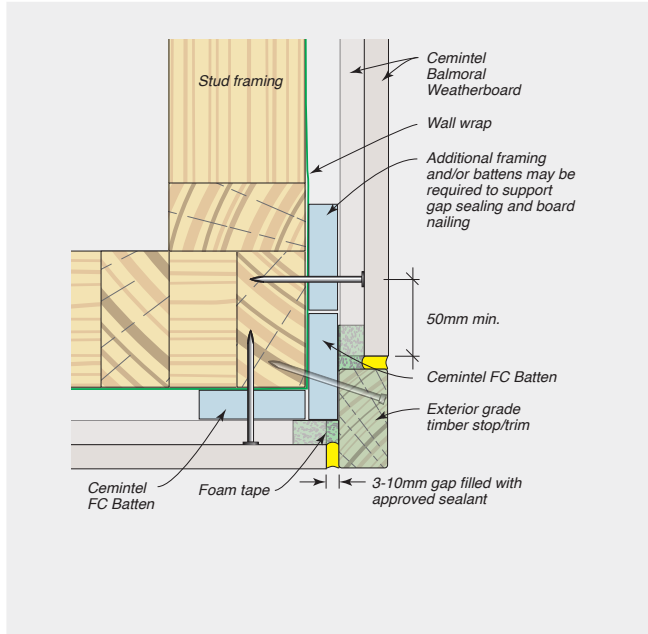 Stud framing
Cemintel
Balmoral
Weatherboard
Wall wrap
Additional framing
and/or battens may be
required to support
gap sealing and board
nailing
50mm min.
Cemintel FC Batten
Exterior grade
timber stop/trim
3-10mm gap filled with
approved sealant
Foam tape
Cemintel
FC Batten